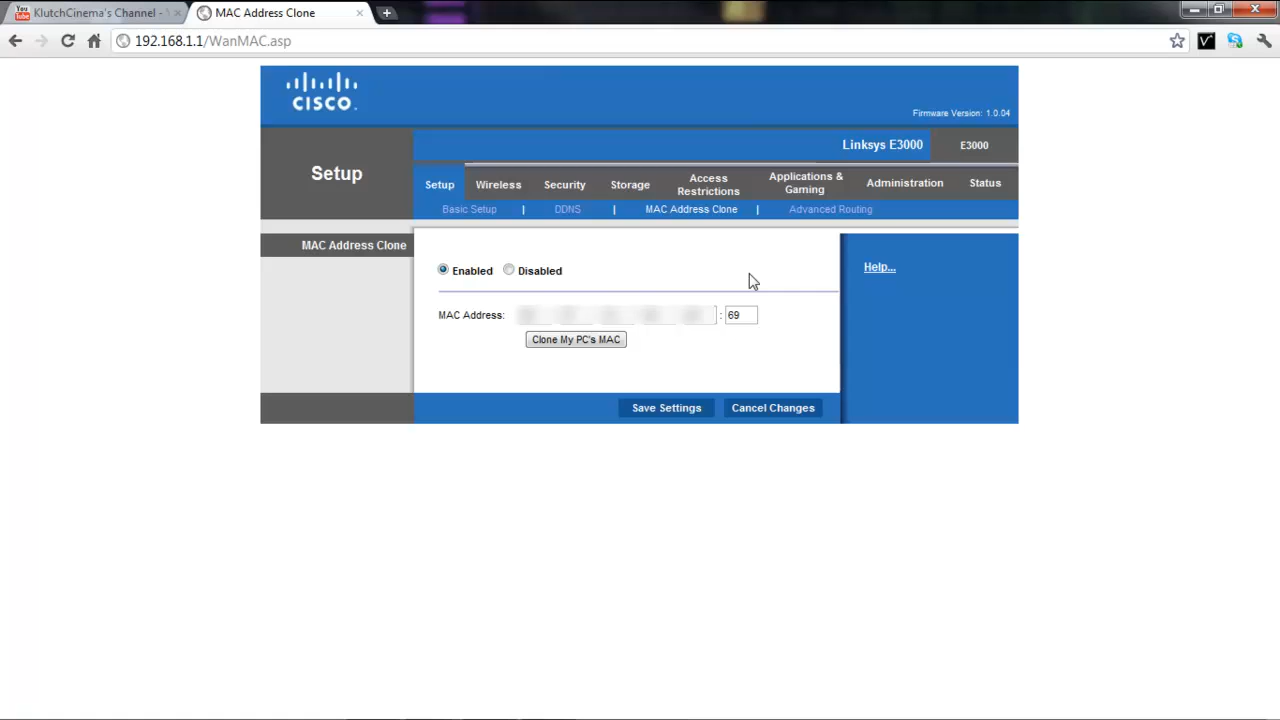 KlutchCinema's Channel -
MAC Address Clone
192.168.1.1/WanMAC.asp
CISCO.
Firmware Version: 1.0.04
Linksys E3000
E3000
Setup
Setup
Wireless
Security
Storage
Access Restrictions
Applications & Gaming
Administration
Status
Basic Setup | DDNS | MAC Address Clone | Advanced Routing
MAC Address Clone
Enabled Disabled
Help...
MAC Address: : 69
Clone My PC's MAC
Save Settings Cancel Changes